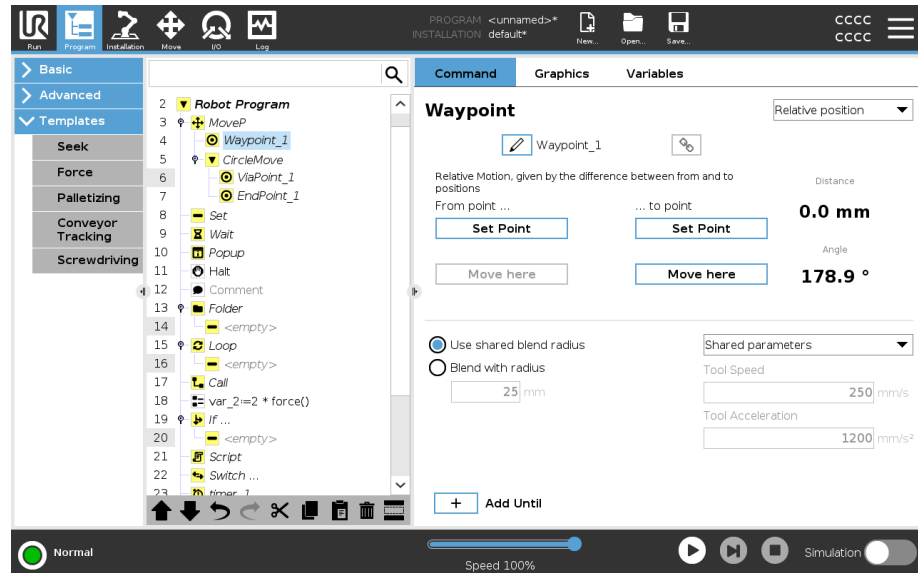 PROGRAM <unnamed>*
INSTALLATION default*
CCCC
CCCC
Run
Program
Installation
Move
I/O
Log
New...
Open...
Save...
Basic
Advanced
Templates
Seek
Force
Palletizing
Conveyor
Tracking
Screwdriving
2 Robot Program
3 MoveP
4 Waypoint_1
5 CircleMove
6 ViaPoint_1
7 EndPoint_1
8 Set
9 Wait
10 Popup
11 Halt
12 Comment
13 Folder
14 <empty>
15 Loop
16 <empty>
17 Call
18 var_2:=2 * force()
19 If ...
20 <empty>
21 Script
22 Switch ...
23 timer_1
Command Graphics Variables
Waypoint
Relative position
Waypoint_1
Relative Motion, given by the difference between from and to
positions
From point ...
... to point
Set Point
Set Point
Move here
Move here
Distance
0.0 mm
Angle
178.9 °
Use shared blend radius
Blend with radius
25 mm
Shared parameters
Tool Speed
250 mm/s
Tool Acceleration
1200 mm/s²
+ Add Until
Normal
Speed 100%
Simulation